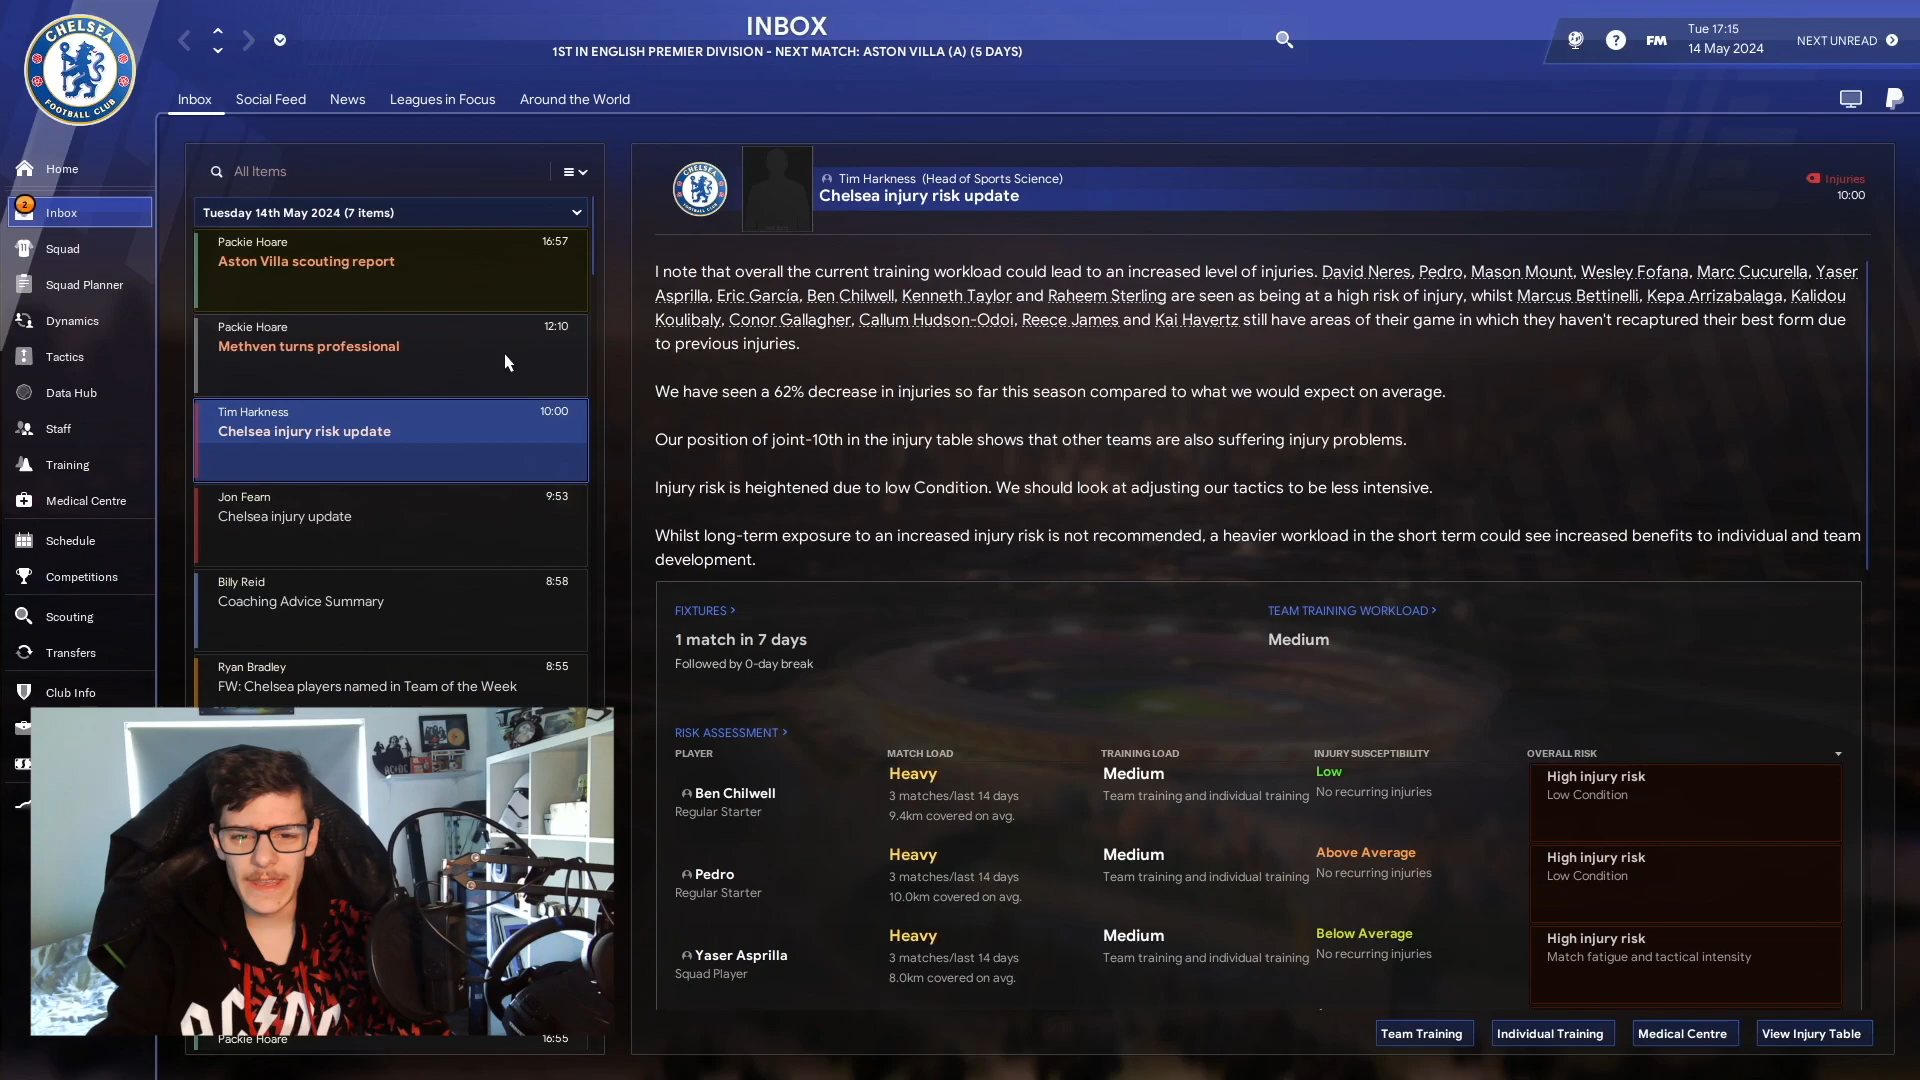 CHELSEA
FOOTBALL CLUB
INBOX
1ST IN ENGLISH PREMIER DIVISION - NEXT MATCH: ASTON VILLA (A) (5 DAYS)
FM
Tue 17:15
14 May 2024
NEXT UNREAD
Inbox
Social Feed
News
Leagues in Focus
Around the World
Home
2
Inbox
Squad
Squad Planner
Dynamics
Tactics
Data Hub
Staff
Training
Medical Centre
Schedule
Competitions
Scouting
Transfers
Club Info
All Items
Tuesday 14th May 2024 (7 items)
Packie Hoare 16:57
Aston Villa scouting report
Packie Hoare 12:10
Methven turns professional
Tim Harkness 10:00
Chelsea injury risk update
Jon Fearn 9:53
Chelsea injury update
Billy Reid 8:58
Coaching Advice Summary
Ryan Bradley 8:55
FW: Chelsea players named in Team of the Week
Packie Hoare 16:55
AC/DC
AC DC
Tim Harkness (Head of Sports Science)
Chelsea injury risk update
Injuries
10:00
I note that overall the current training workload could lead to an increased level of injuries. David Neres, Pedro, Mason Mount, Wesley Fofana, Marc Cucurella, Yaser
Asprilla, Eric García, Ben Chilwell, Kenneth Taylor and Raheem Sterling are seen as being at a high risk of injury, whilst Marcus Bettinelli, Kepa Arrizabalaga, Kalidou
Koulibaly, Conor Gallagher, Callum Hudson-Odoi, Reece James and Kai Havertz still have areas of their game in which they haven't recaptured their best form due
to previous injuries.
We have seen a 62% decrease in injuries so far this season compared to what we would expect on average.
Our position of joint-10th in the injury table shows that other teams are also suffering injury problems.
Injury risk is heightened due to low Condition. We should look at adjusting our tactics to be less intensive.
Whilst long-term exposure to an increased injury risk is not recommended, a heavier workload in the short term could see increased benefits to individual and team
development.
FIXTURES >
TEAM TRAINING WORKLOAD >
1 match in 7 days
Medium
Followed by 0-day break
RISK ASSESSMENT >
PLAYER MATCH LOAD TRAINING LOAD INJURY SUSCEPTIBILITY OVERALL RISK
Ben Chilwell
Regular Starter
Heavy
3 matches/last 14 days
9.4km covered on avg.
Medium
Team training and individual training
Low
No recurring injuries
High injury risk
Low Condition
Pedro
Regular Starter
Heavy
3 matches/last 14 days
10.0km covered on avg.
Medium
Team training and individual training
Above Average
No recurring injuries
High injury risk
Low Condition
Yaser Asprilla
Squad Player
Heavy
3 matches/last 14 days
8.0km covered on avg.
Medium
Team training and individual training
Below Average
No recurring injuries
High injury risk
Match fatigue and tactical intensity
Team Training
Individual Training
Medical Centre
View Injury Table